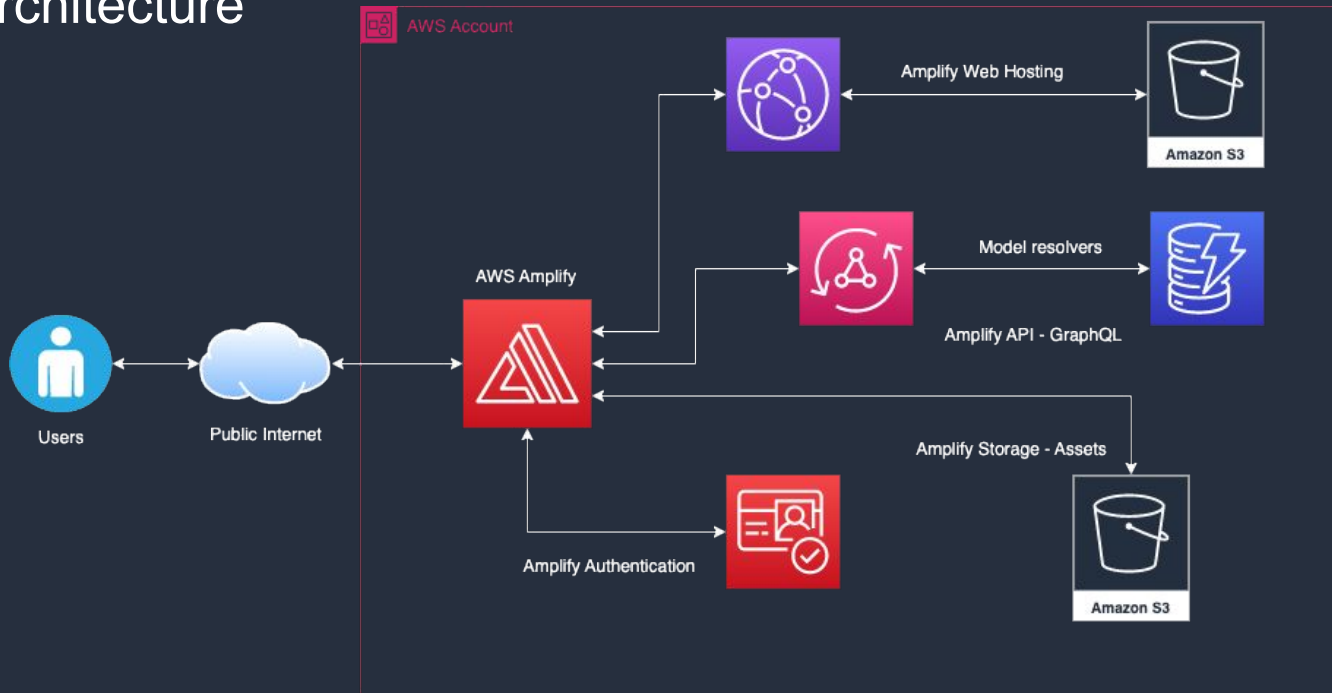 rchitecture
AWS Account
Amplify Web Hosting
Amazon S3
Model resolvers
AWS Amplify
Amplify API - GraphQL
Users
Public Internet
Amplify Storage - Assets
Amplify Authentication
Amazon S3